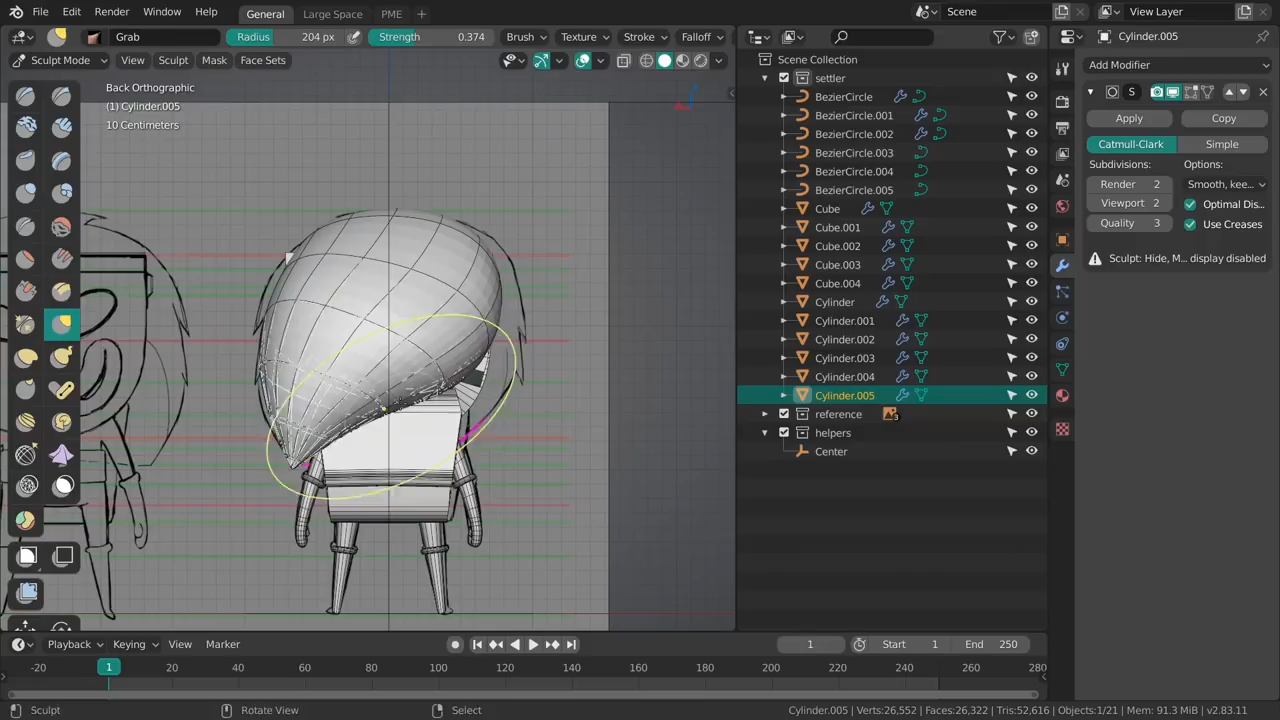 File Edit Render Window Help General Large Space PME + Scene View Layer
Grab Radius 204 px Strength 0.374 Brush Texture Stroke Falloff Cylinder.005
Sculpt Mode View Sculpt Mask Face Sets
Back Orthographic
(1) Cylinder.005
10 Centimeters
Scene Collection
settler
BezierCircle
BezierCircle.001
BezierCircle.002
BezierCircle.003
BezierCircle.004
BezierCircle.005
Cube
Cube.001
Cube.002
Cube.003
Cube.004
Cylinder
Cylinder.001
Cylinder.002
Cylinder.003
Cylinder.004
Cylinder.005
reference 3
helpers
Center
Add Modifier
S
Apply Copy
Catmull-Clark Simple
Subdivisions: Options:
Render 2 Smooth, kee...
Viewport 2 Optimal Dis...
Quality 3 Use Creases
Sculpt: Hide, M... display disabled
Playback Keying View Marker 1 Start 1 End 250
-20 1 20 40 60 80 100 120 140 160 180 200 220 240 260 280
Sculpt Rotate View Select Cylinder.005 | Verts:26,552 | Faces:26,322 | Tris:52,616 | Objects:1/21 | Mem: 91.3 MiB | v2.83.11